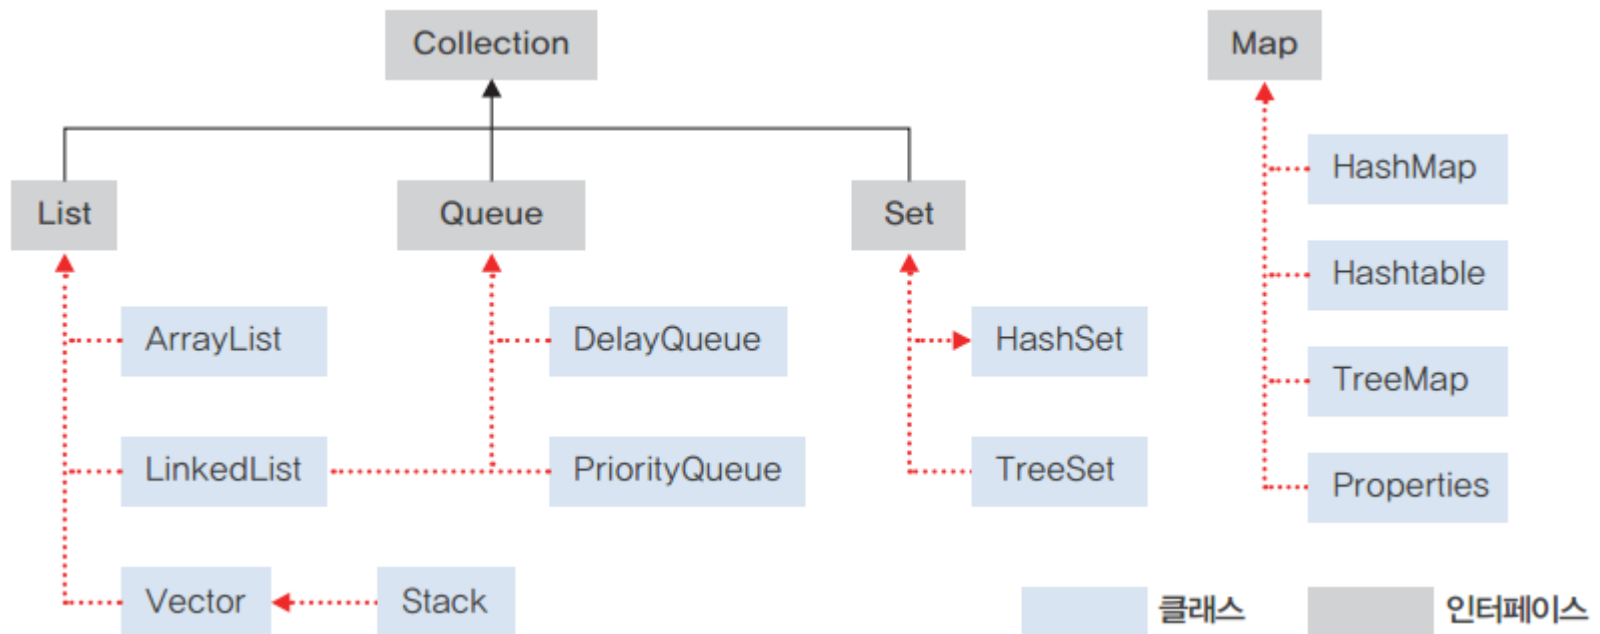 Collection
Map
List
Queue
Set
HashMap
Hashtable
TreeMap
Properties
ArrayList
DelayQueue
HashSet
LinkedList
PriorityQueue
TreeSet
Vector
Stack
클래스
인터페이스